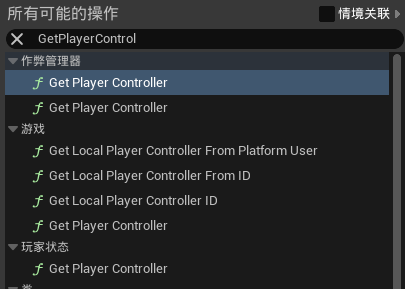 所有可能的操作
情境关联
GetPlayerControl
作弊管理器
Get Player Controller
Get Player Controller
游戏
Get Local Player Controller From Platform User
Get Local Player Controller From ID
Get Local Player Controller ID
Get Player Controller
玩家状态
Get Player Controller